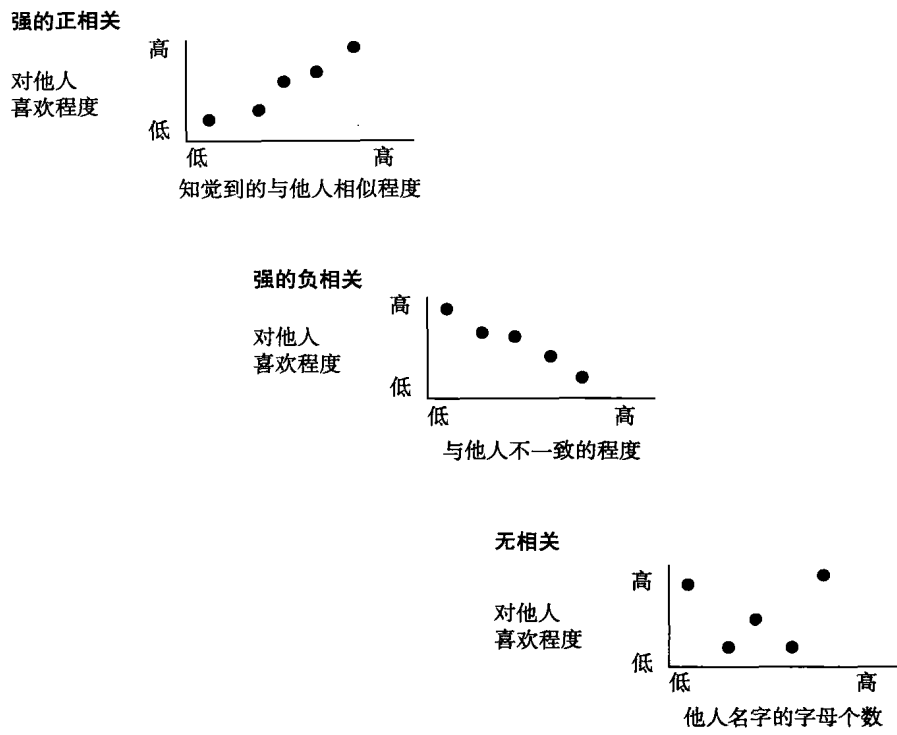 强的正相关
高
对他人
喜欢程度
低
低
高
知觉到的与他人相似程度
强的负相关
高
对他人
喜欢程度
低
低
高
与他人不一致的程度
无相关
高
对他人
喜欢程度
低
低
高
他人名字的字母个数